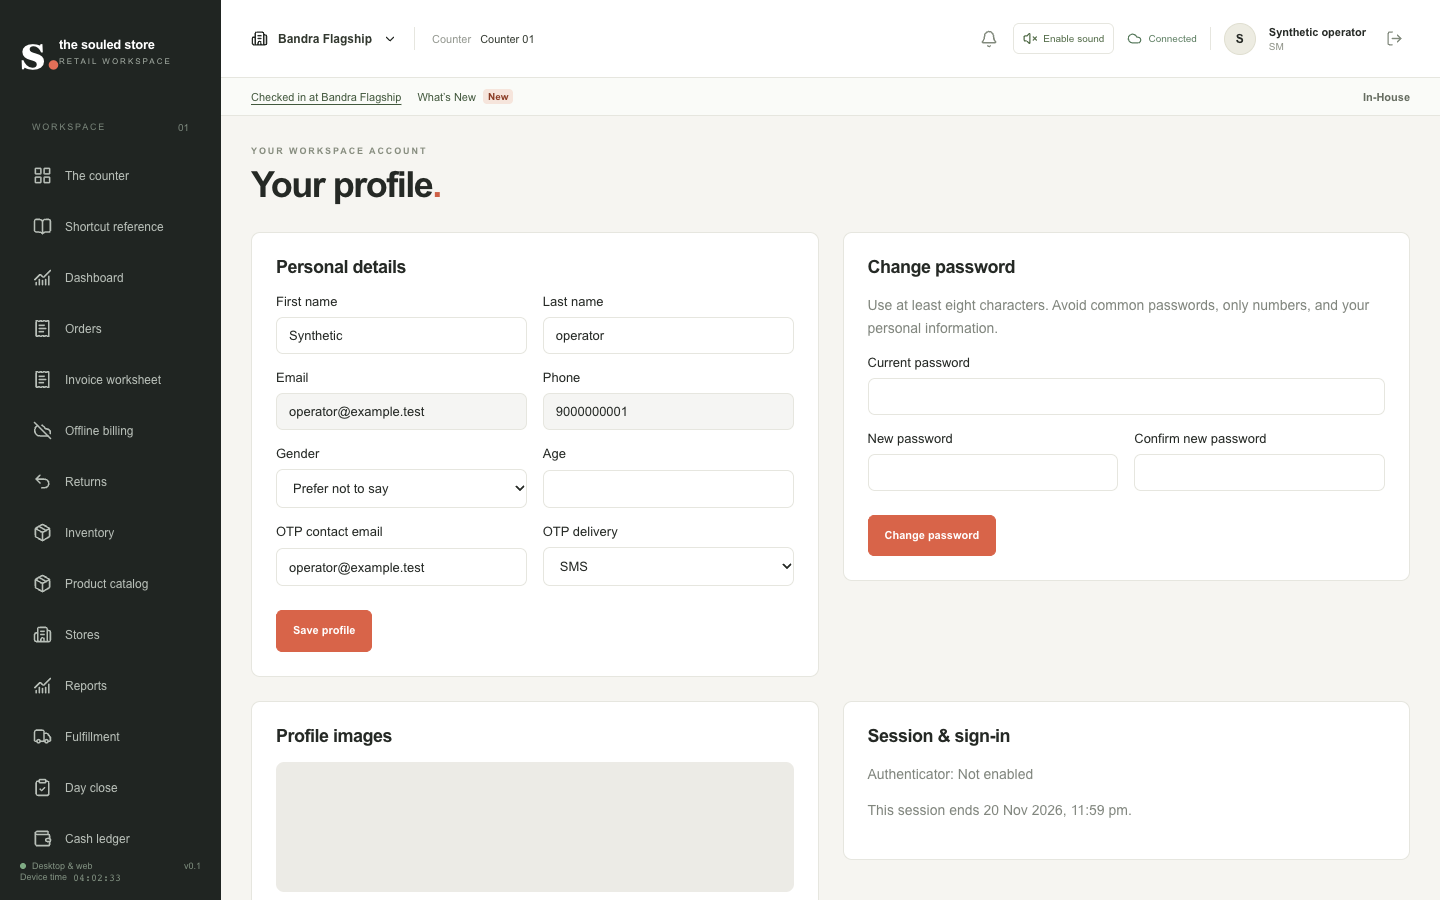 s.
the souled store
RETAIL WORKSPACE
WORKSPACE 01
The counter
Shortcut reference
Dashboard
Orders
Invoice worksheet
Offline billing
Returns
Inventory
Product catalog
Stores
Reports
Fulfillment
Day close
Cash ledger
Desktop & web v0.1
Device time 04:02:33
Bandra Flagship
Counter Counter 01
Enable sound
Connected
S
Synthetic operator
SM
Checked in at Bandra Flagship
What's New New
In-House
YOUR WORKSPACE ACCOUNT
Your profile.
Personal details
First name Last name
Synthetic operator
Email Phone
operator@example.test 9000000001
Gender Age
Prefer not to say
OTP contact email OTP delivery
operator@example.test SMS
Save profile
Change password
Use at least eight characters. Avoid common passwords, only numbers, and your
personal information.
Current password
New password Confirm new password
Change password
Profile images
Session & sign-in
Authenticator: Not enabled
This session ends 20 Nov 2026, 11:59 pm.